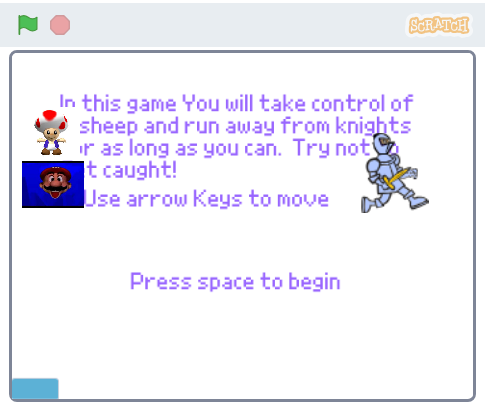 SCRATCH
In this game You will take control of
sheep and run away from knights
as long as you can. Try not
caught!
Use arrow Keys to move
Press space to begin